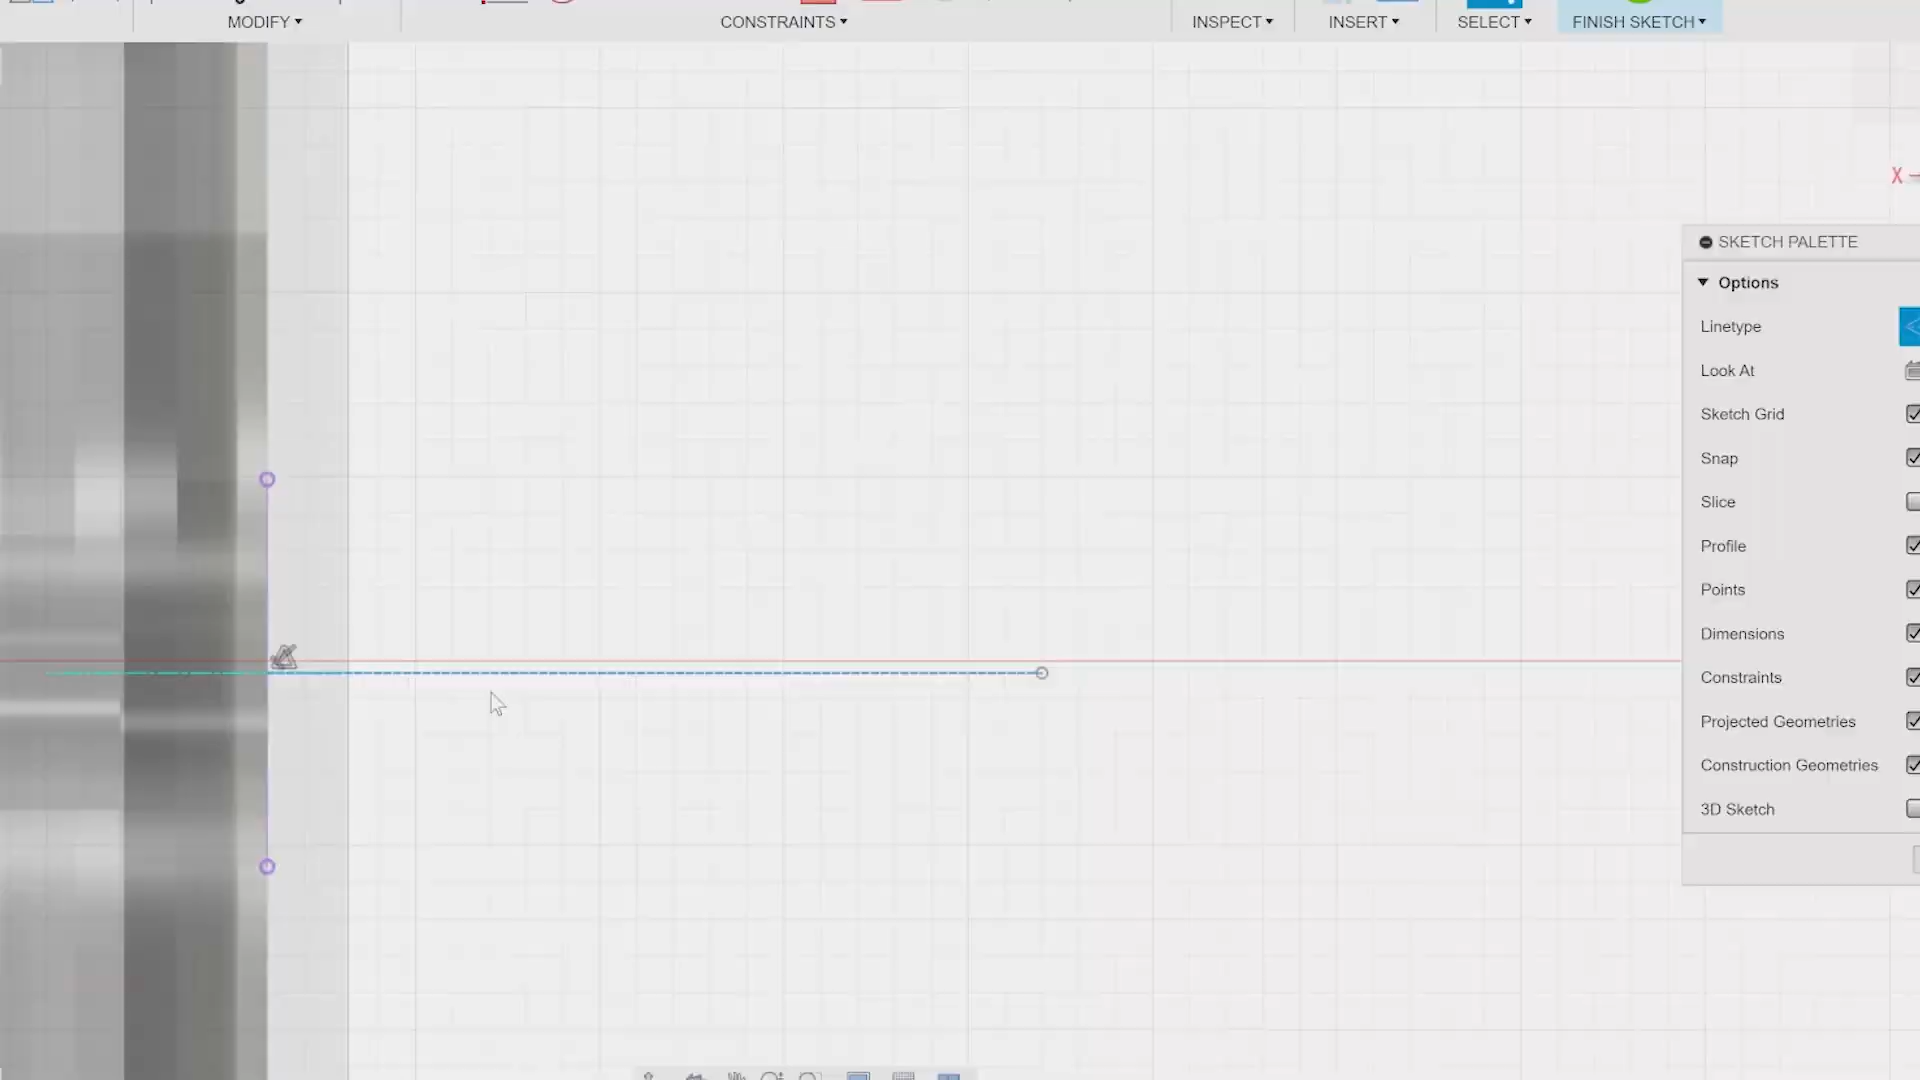 MODIFY ▾ CONSTRAINTS ▾ INSPECT ▾ INSERT ▾ SELECT ▾ FINISH SKETCH ▾
X
SKETCH PALETTE
▼ Options
Linetype
Look At
Sketch Grid
Snap
Slice
Profile
Points
Dimensions
Constraints
Projected Geometries
Construction Geometries
3D Sketch